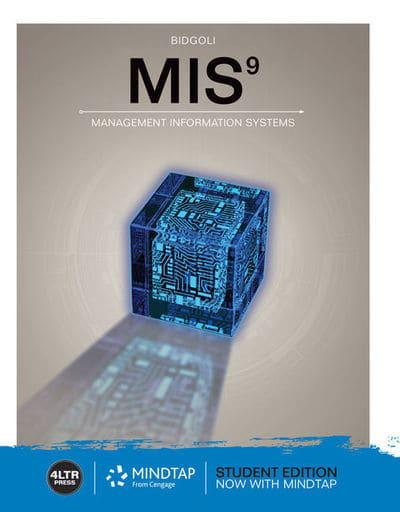 BIDGOLI
MIS⁹
MANAGEMENT INFORMATION SYSTEMS
4LTR
PRESS
MINDTAP
From Cengage
STUDENT EDITION
NOW WITH MINDTAP